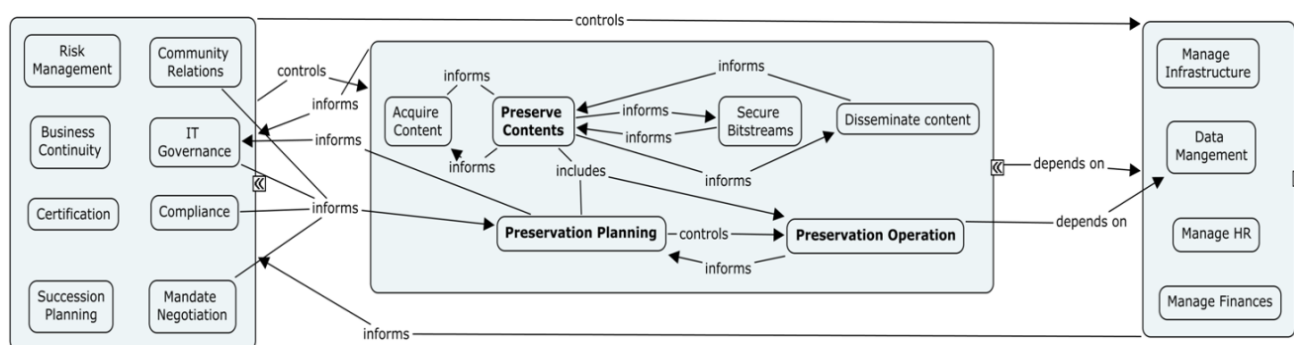 controls
Risk
Management
Community
Relations
Business
Continuity
IT
Governance
Certification
Compliance
Succession
Planning
Mandate
Negotiation
controls
informs
informs
informs
informs
Acquire
Content
informs
informs
Preserve
Contents
informs
informs
Secure
Bitstreams
informs
informs
Disseminate content
includes
Preservation Planning
controls
informs
Preservation Operation
depends on
depends on
Manage
Infrastructure
Data
Mangement
Manage HR
Manage Finances